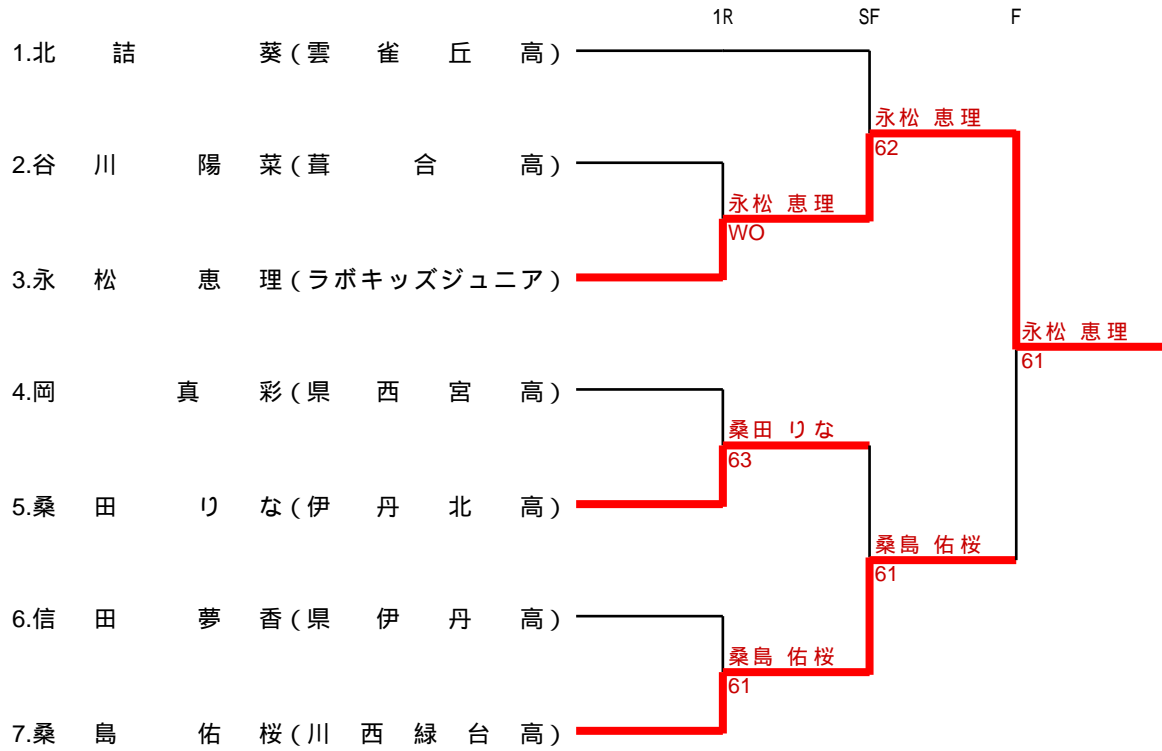 1R SF F
1.北詰 葵(雲雀丘高)
永松 恵理
62
2.谷川 陽菜(葺合高)
永松 恵理
WO
3.永松 恵理(ラボキッズジュニア)
永松 恵理
61
4.岡 真彩(県西宮高)
桑田 りな
63
5.桑田 りな(伊丹北高)
桑島 佑桜
61
6.信田 夢香(県伊丹高)
桑島 佑桜
61
7.桑島 佑桜(川西緑台高)